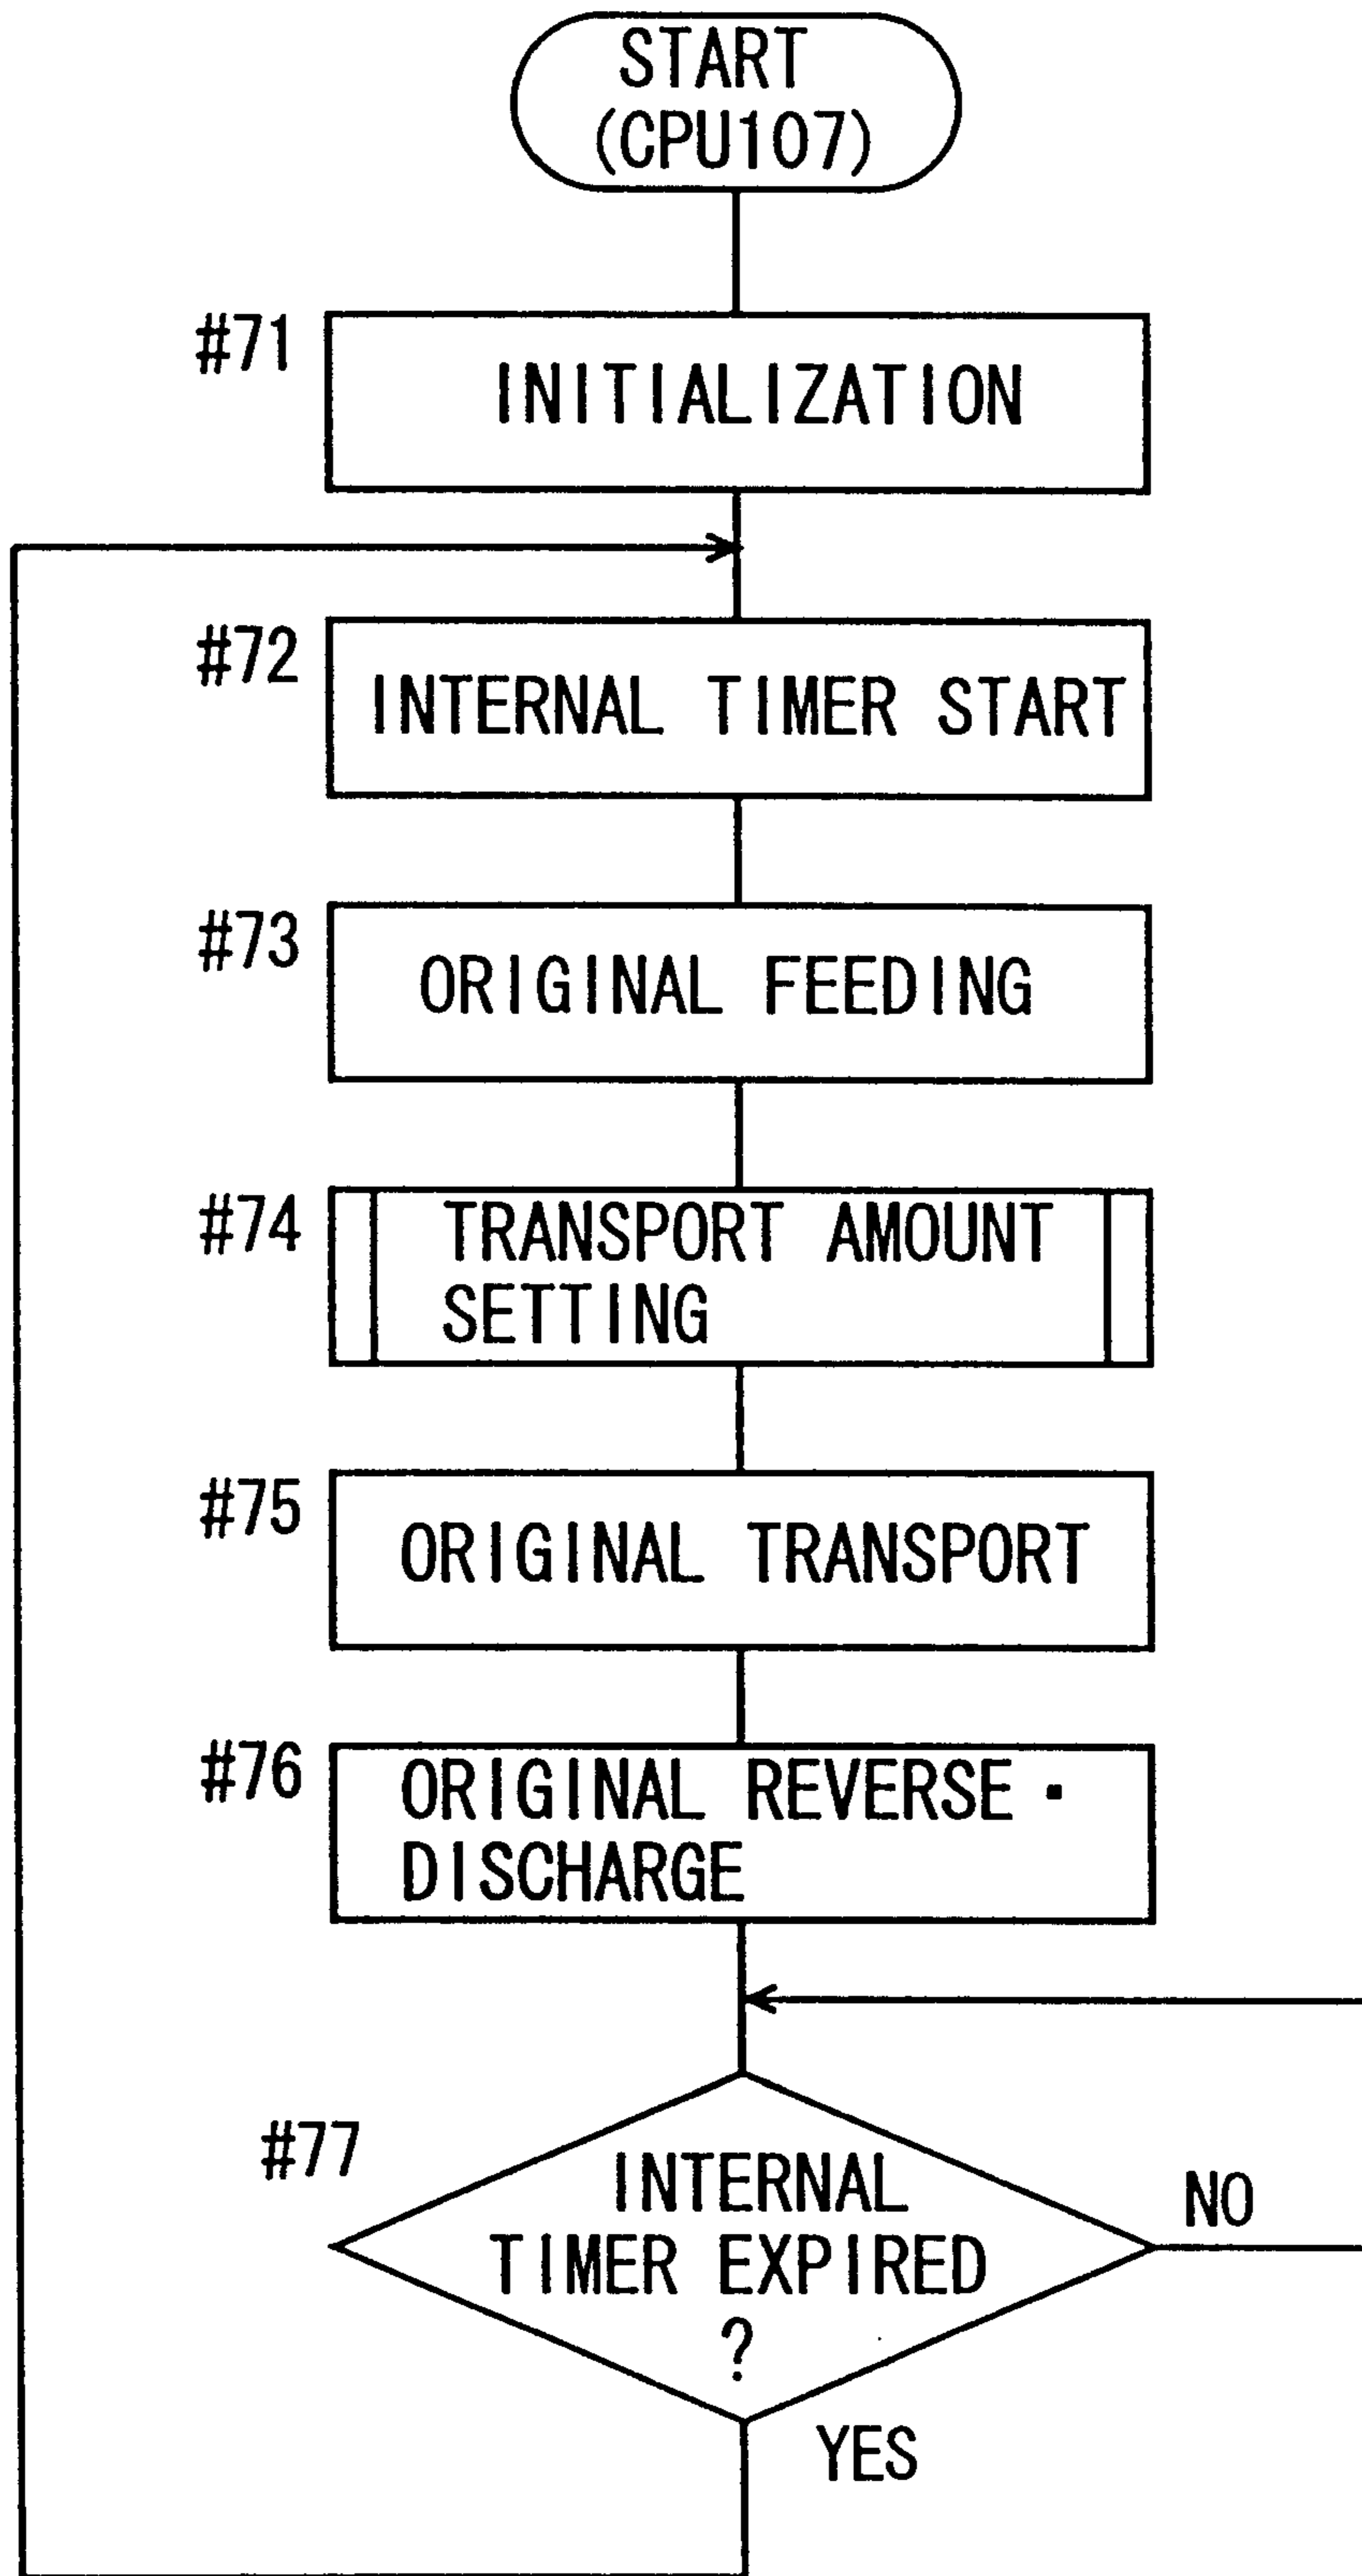 START
(CPU107)
#71
INITIALIZATION
#72
INTERNAL TIMER START
#73
ORIGINAL FEEDING
#74
TRANSPORT AMOUNT
SETTING
#75
ORIGINAL TRANSPORT
#76
ORIGINAL REVERSE ·
DISCHARGE
#77
INTERNAL
TIMER EXPIRED
?
NO
YES